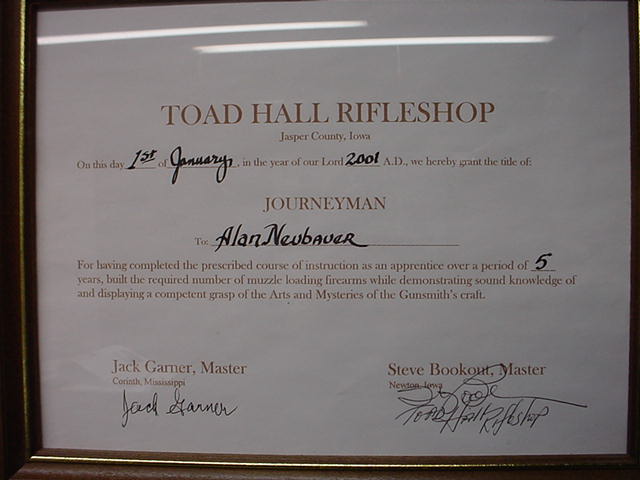 TOAD HALL RIFLESHOP
Jasper County, Iowa
On this day 1st of January, in the year of our Lord 2001 A.D., we hereby grant the title of:
JOURNEYMAN
To: Alan Neubauer
For having completed the prescribed course of instruction as an apprentice over a period of 5
years, built the required number of muzzle loading firearms while demonstrating sound knowledge of
and displaying a competent grasp of the Arts and Mysteries of the Gunsmith's craft.
Jack Garner, Master
Corinth, Mississippi
Jack Garner
Steve Bookout, Master
Newton, Iowa
Toad Hall Rifleshop